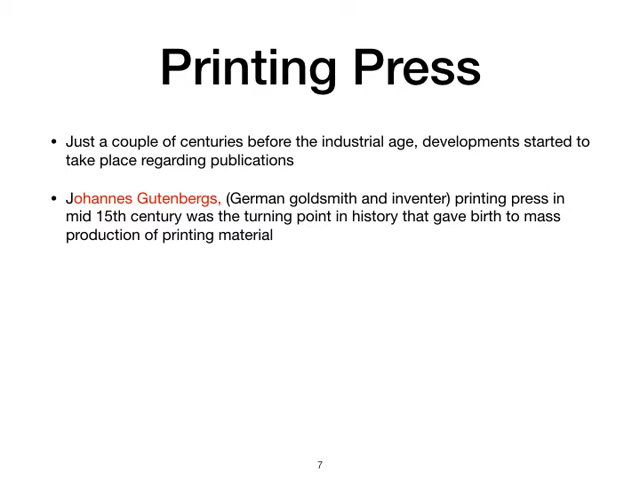 Printing Press
• Just a couple of centuries before the industrial age, developments started to
take place regarding publications
• Johannes Gutenbergs, (German goldsmith and inventer) printing press in
mid 15th century was the turning point in history that gave birth to mass
production of printing material
7